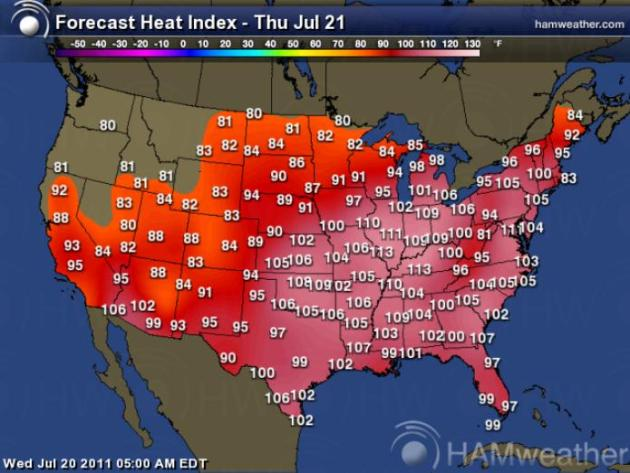 Forecast Heat Index - Thu Jul 21
hamweather.com
-50 -40 -30 -20 -10 0 10 20 30 40 50 60 70 80 90 100 110 120 130 °F
80 80 84
81 81 82 92
80 83 82 84 82 84 85 95
86 94 98 98 96 96
81 81 81 81 90 91 91 95 101 106 95 105 100 83
92 83 84 82 83 94 89 87 91 97 102 109 106 94 105
88 80 83 100 110 111 109 109 100 81 111 104
93 84 82 88 88 84 89 90 102 106 113 100 95
95 83 105 106 104 113 96 103
95 88 84 91 94 108 109 102 105 110 104 104 105 105
106 102 95 106 105 106 106 109 104 100 105 102
99 93 95 95 97 105 103 102 100 107
90 99 107 99 101 97
100 102
106 102 99 97
102 99
HAMweather
Wed Jul 20 2011 05:00 AM EDT